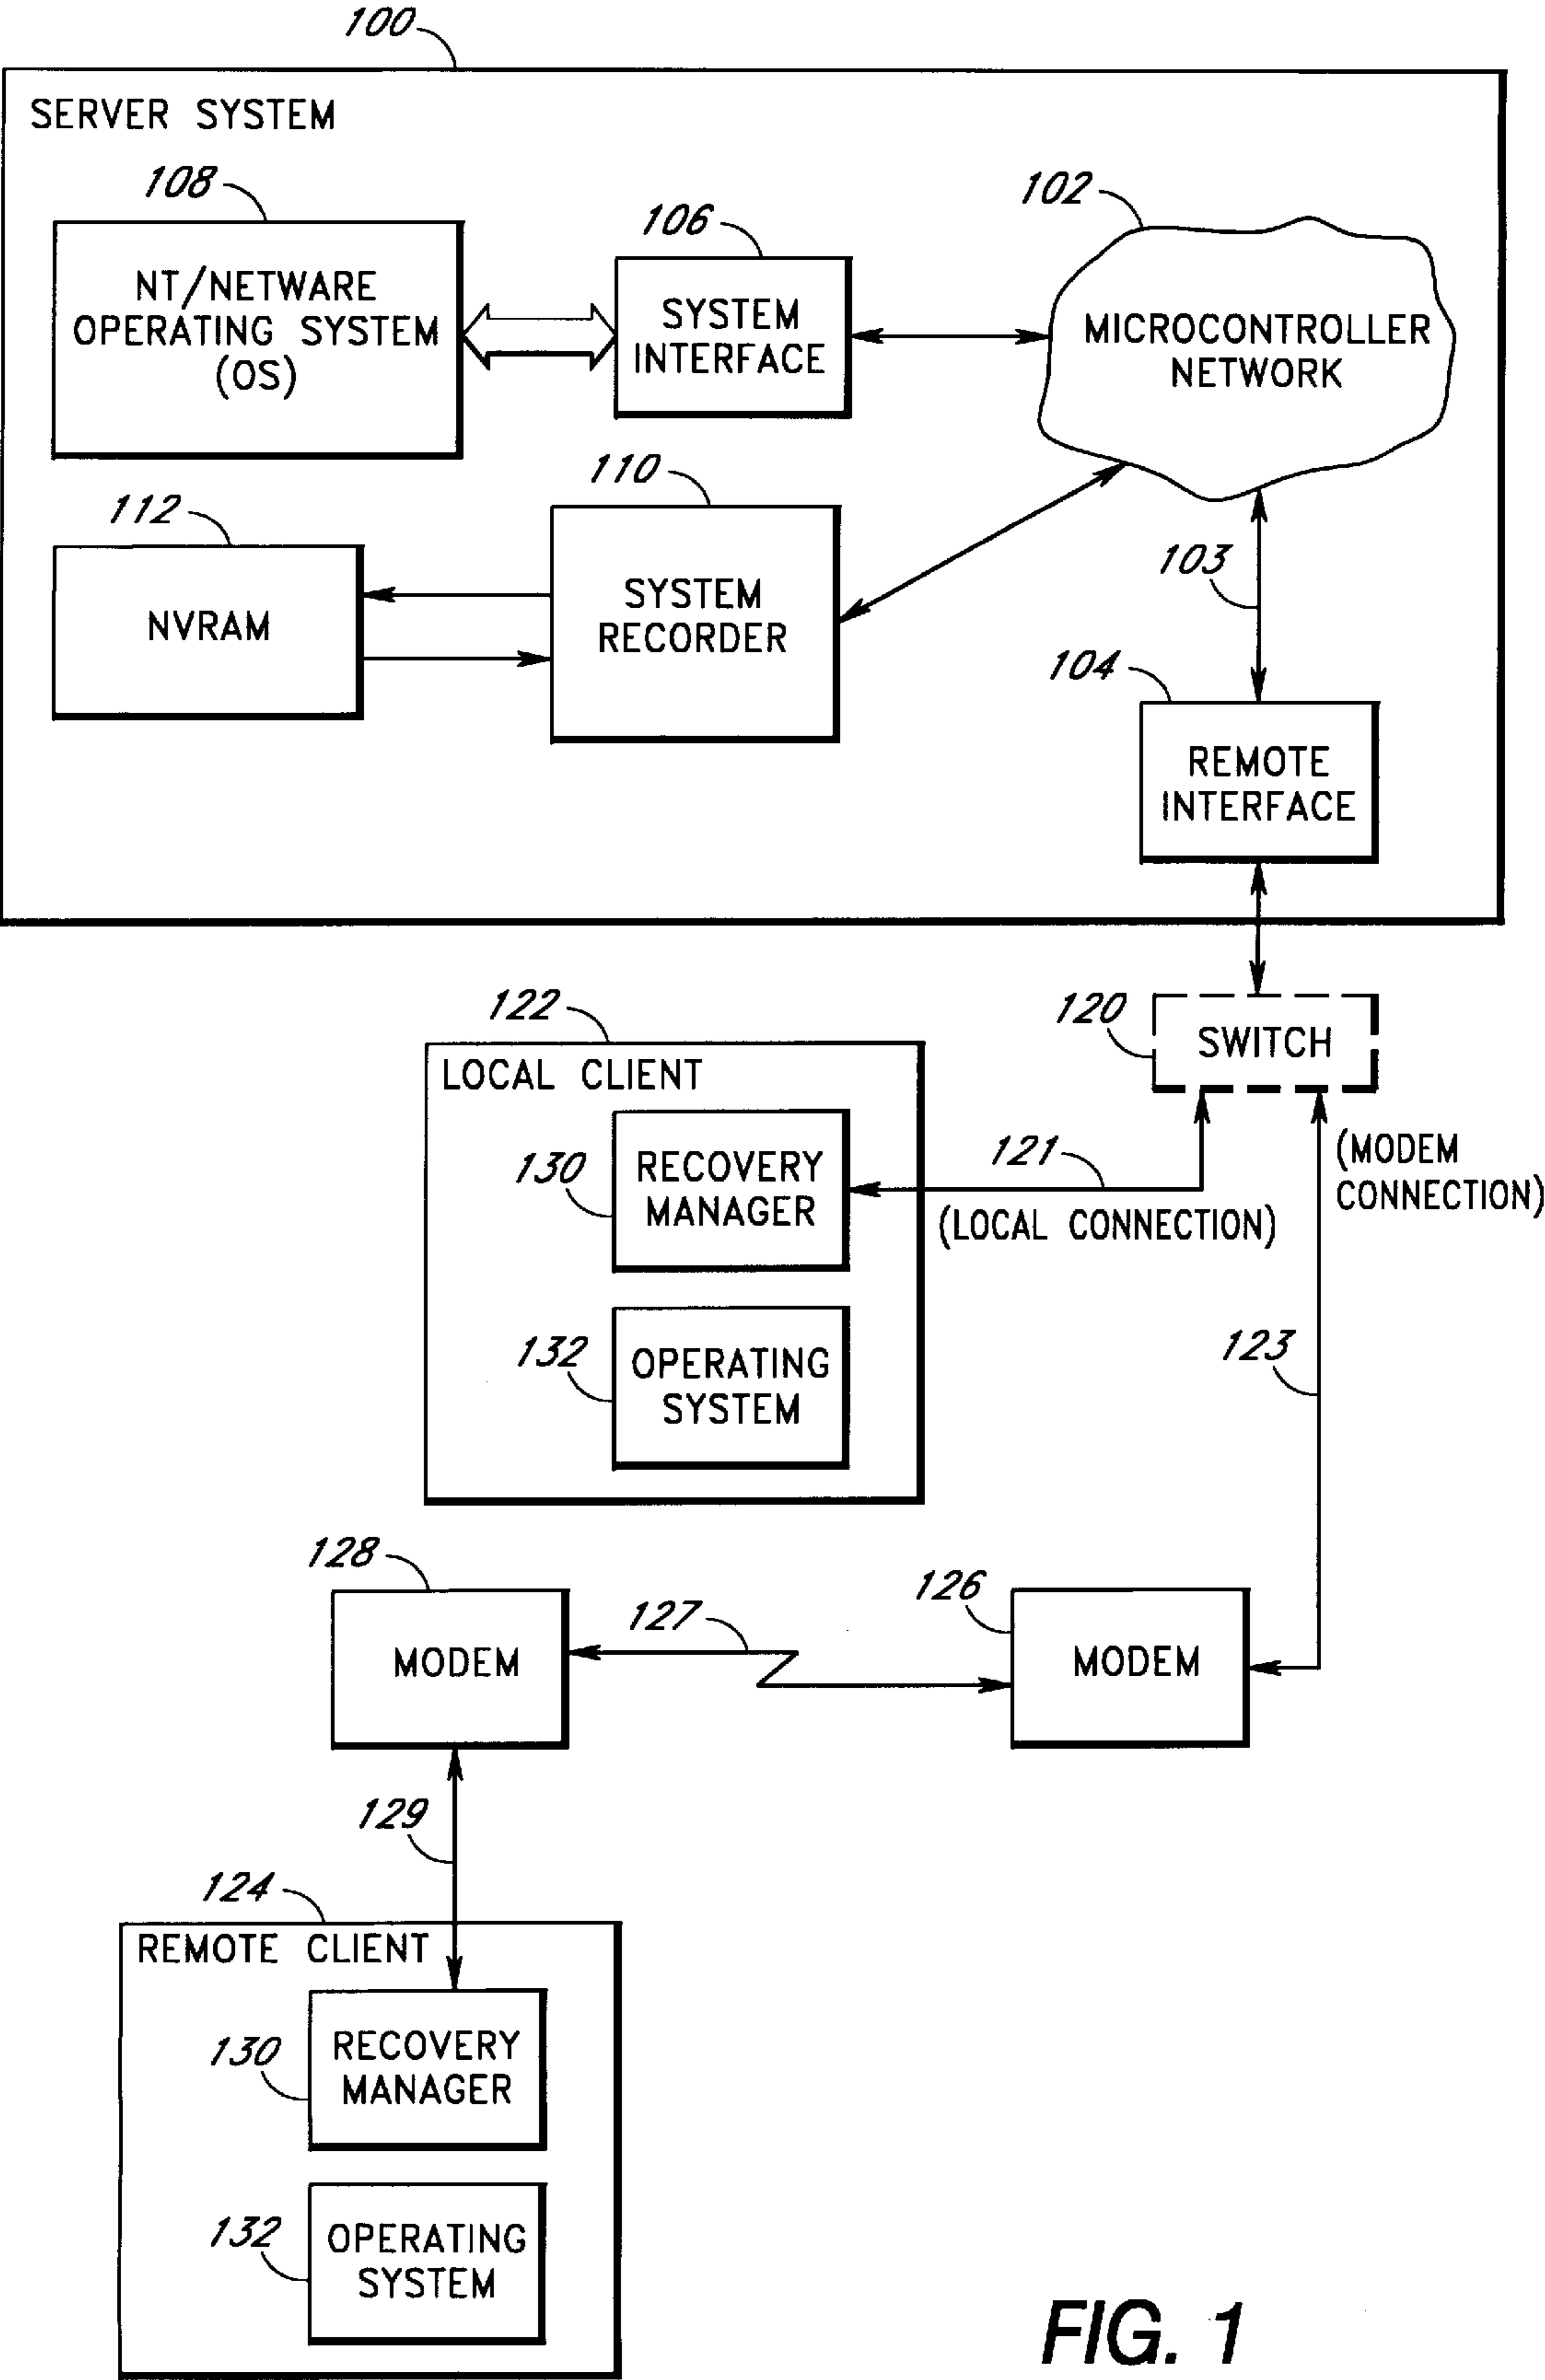 100
SERVER SYSTEM
108
106
102
NT/NETWARE
OPERATING SYSTEM
(OS)
SYSTEM
INTERFACE
MICROCONTROLLER
NETWORK
110
112
103
NVRAM
SYSTEM
RECORDER
104
REMOTE
INTERFACE
122
120
SWITCH
LOCAL CLIENT
130
RECOVERY
MANAGER
121
(LOCAL CONNECTION)
(MODEM
CONNECTION)
132
OPERATING
SYSTEM
123
128
127
126
MODEM
MODEM
129
124
REMOTE CLIENT
130
RECOVERY
MANAGER
132
OPERATING
SYSTEM
FIG. 1